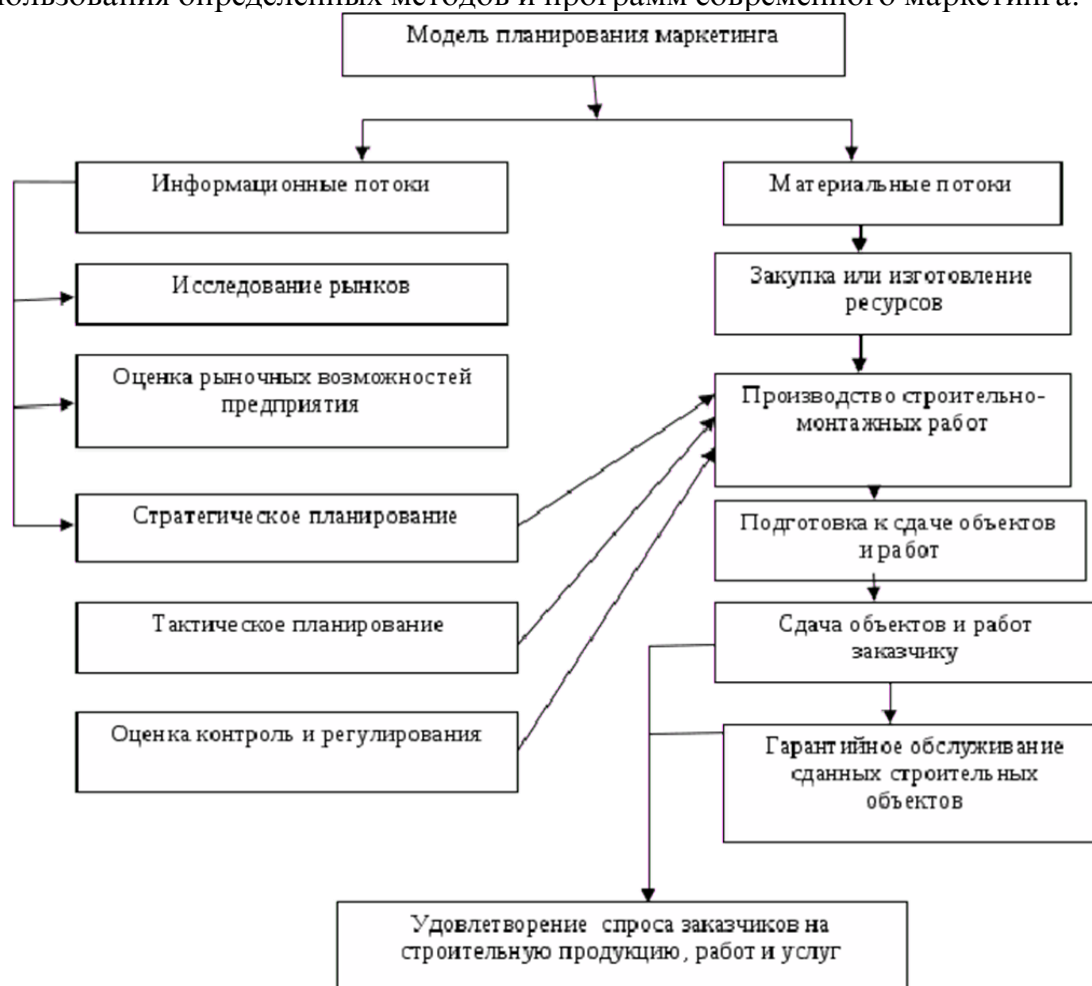 пользования определенных методов и программ современного маркетинга.
Модель планирования маркетинга
Информационные потоки
Исследование рынков
Оценка рыночных возможностей
предприятия
Стратегическое планирование
Тактическое планирование
Оценка контроль и регулирования
Материальные потоки
Закупка или изготовление
ресурсов
Производство строительно-
монтажных работ
Подготовка к сдаче объектов
и работ
Сдача объектов и работ
заказчику
Гарантийное обслуживание
сданных строительных
объектов
Удовлетворение спроса заказчиков на
строительную продукцию, работ и услуг